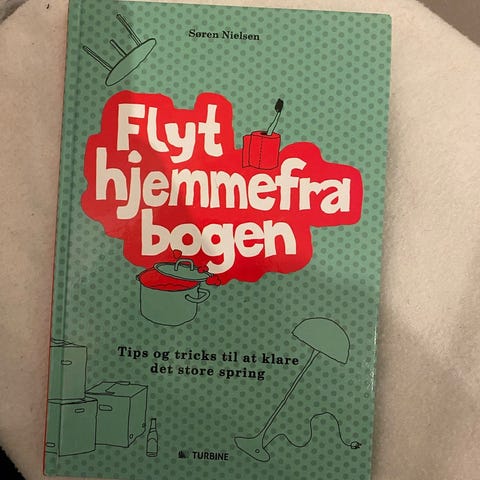 Søren Nielsen
Flyt
hjemmefra
bogen
Tips og tricks til at klare
det store spring
TURBINE